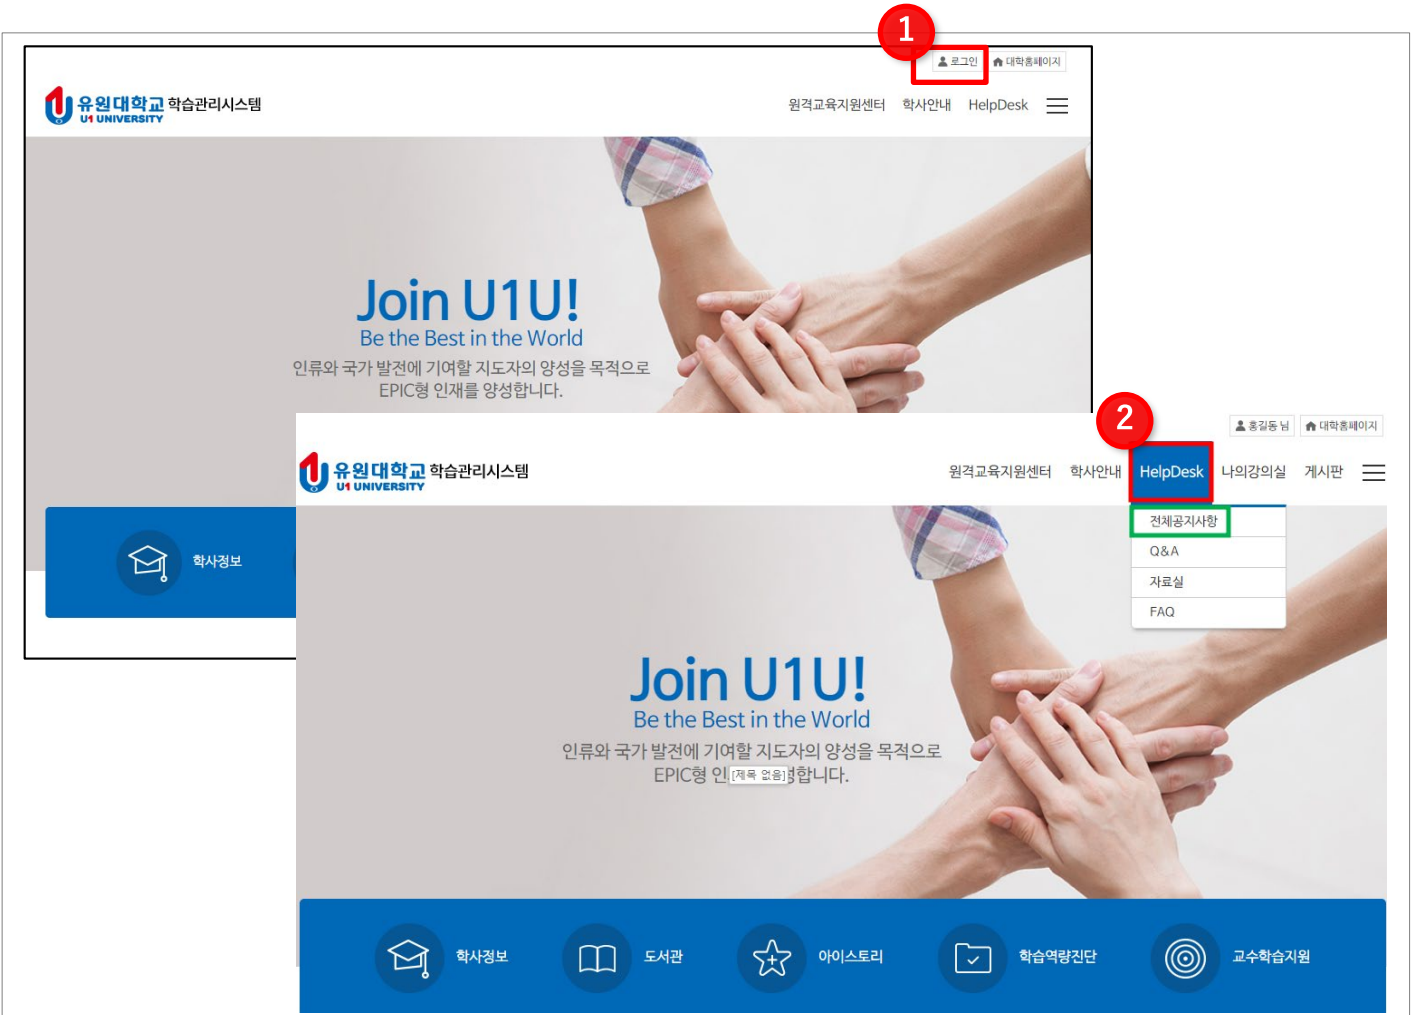 1
로그인 대학홈페이지
유원대학교 학습관리시스템
U1 UNIVERSITY
원격교육지원센터 학사안내 HelpDesk
Join U1U!
Be the Best in the World
인류와 국가 발전에 기여할 지도자의 양성을 목적으로
EPIC형 인재를 양성합니다.
학사정보
2
홍길동 님 대학홈페이지
유원대학교 학습관리시스템
U1 UNIVERSITY
원격교육지원센터 학사안내 HelpDesk 나의강의실 게시판
전체공지사항
Q&A
자료실
FAQ
Join U1U!
Be the Best in the World
인류와 국가 발전에 기여할 지도자의 양성을 목적으로
EPIC형 인[제목 없음]성합니다.
학사정보 도서관 아이스토리 학습역량진단 교수학습지원